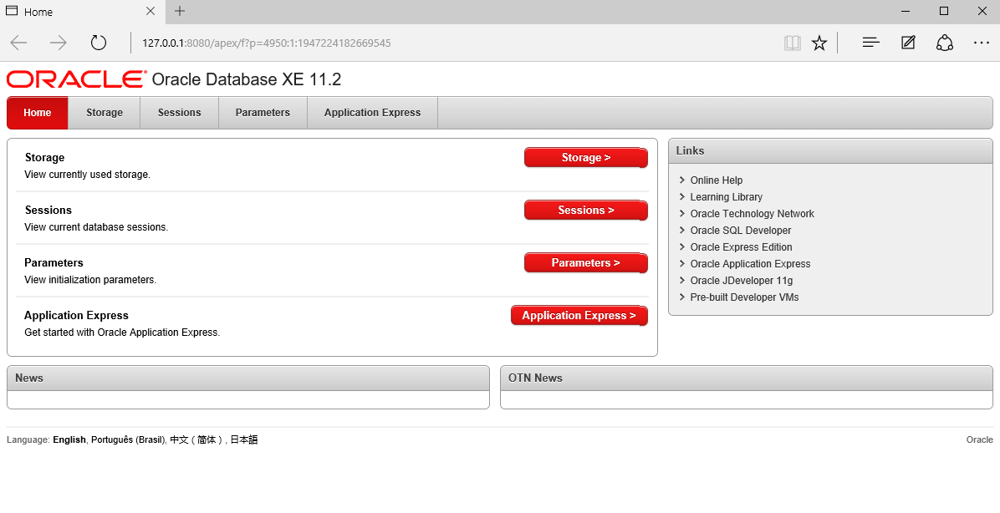 Home
127.0.0.1:8080/apex/f?p=4950:1:1947224182669545
ORACLE® Oracle Database XE 11.2
Home Storage Sessions Parameters Application Express
Storage
View currently used storage.
Storage >
Sessions
View current database sessions.
Sessions >
Parameters
View initialization parameters.
Parameters >
Application Express
Get started with Oracle Application Express.
Application Express >
Links
Online Help
Learning Library
Oracle Technology Network
Oracle SQL Developer
Oracle Express Edition
Oracle Application Express
Oracle JDeveloper 11g
Pre-built Developer VMs
News
OTN News
Language: English, Português (Brasil), 中文 ( 简体 ) , 日本語
Oracle